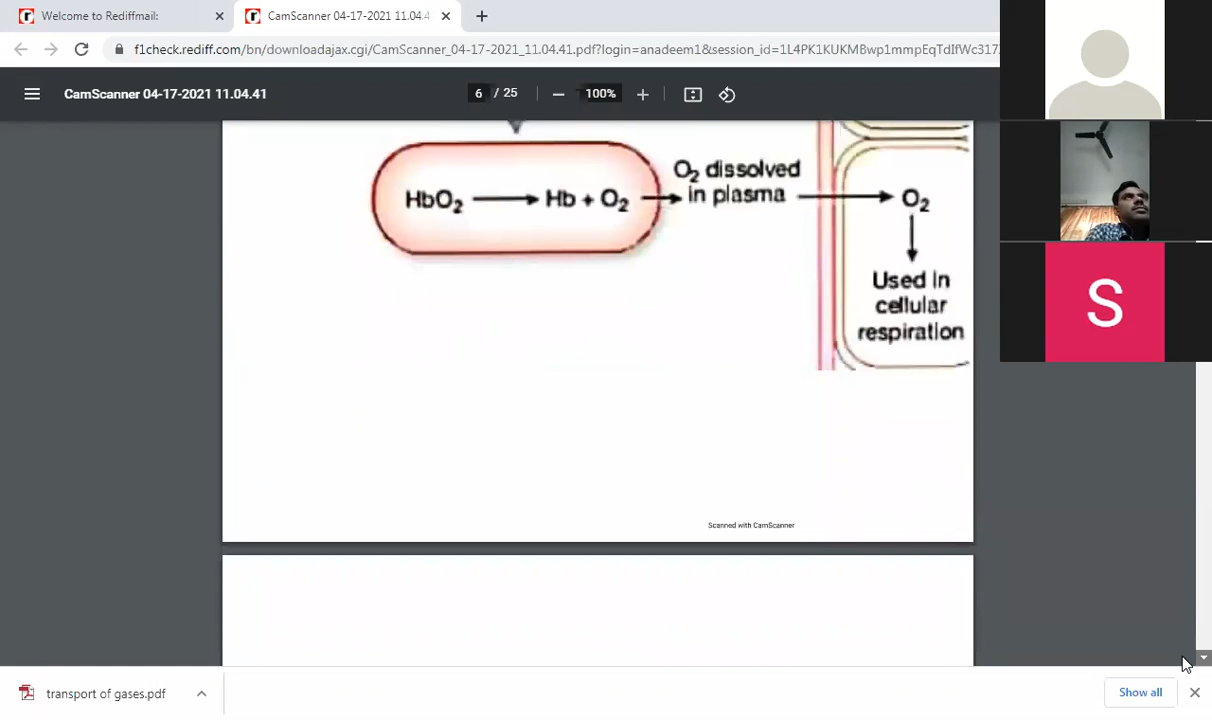 Welcome to Rediffmail:
CamScanner 04-17-2021 11.04.4
f1check.rediff.com/bn/downloadajax.cgi/CamScanner_04-17-2021_11.04.41.pdf?login=anadeem1&session_id=1L4PK1KUKMBwp1mmpEqTdIfWc317
CamScanner 04-17-2021 11.04.41
6 / 25
100%
HbO₂ → Hb + O₂ → O₂ dissolved in plasma → O₂
Used in
cellular
respiration
S
Scanned with CamScanner
transport of gases.pdf
Show all